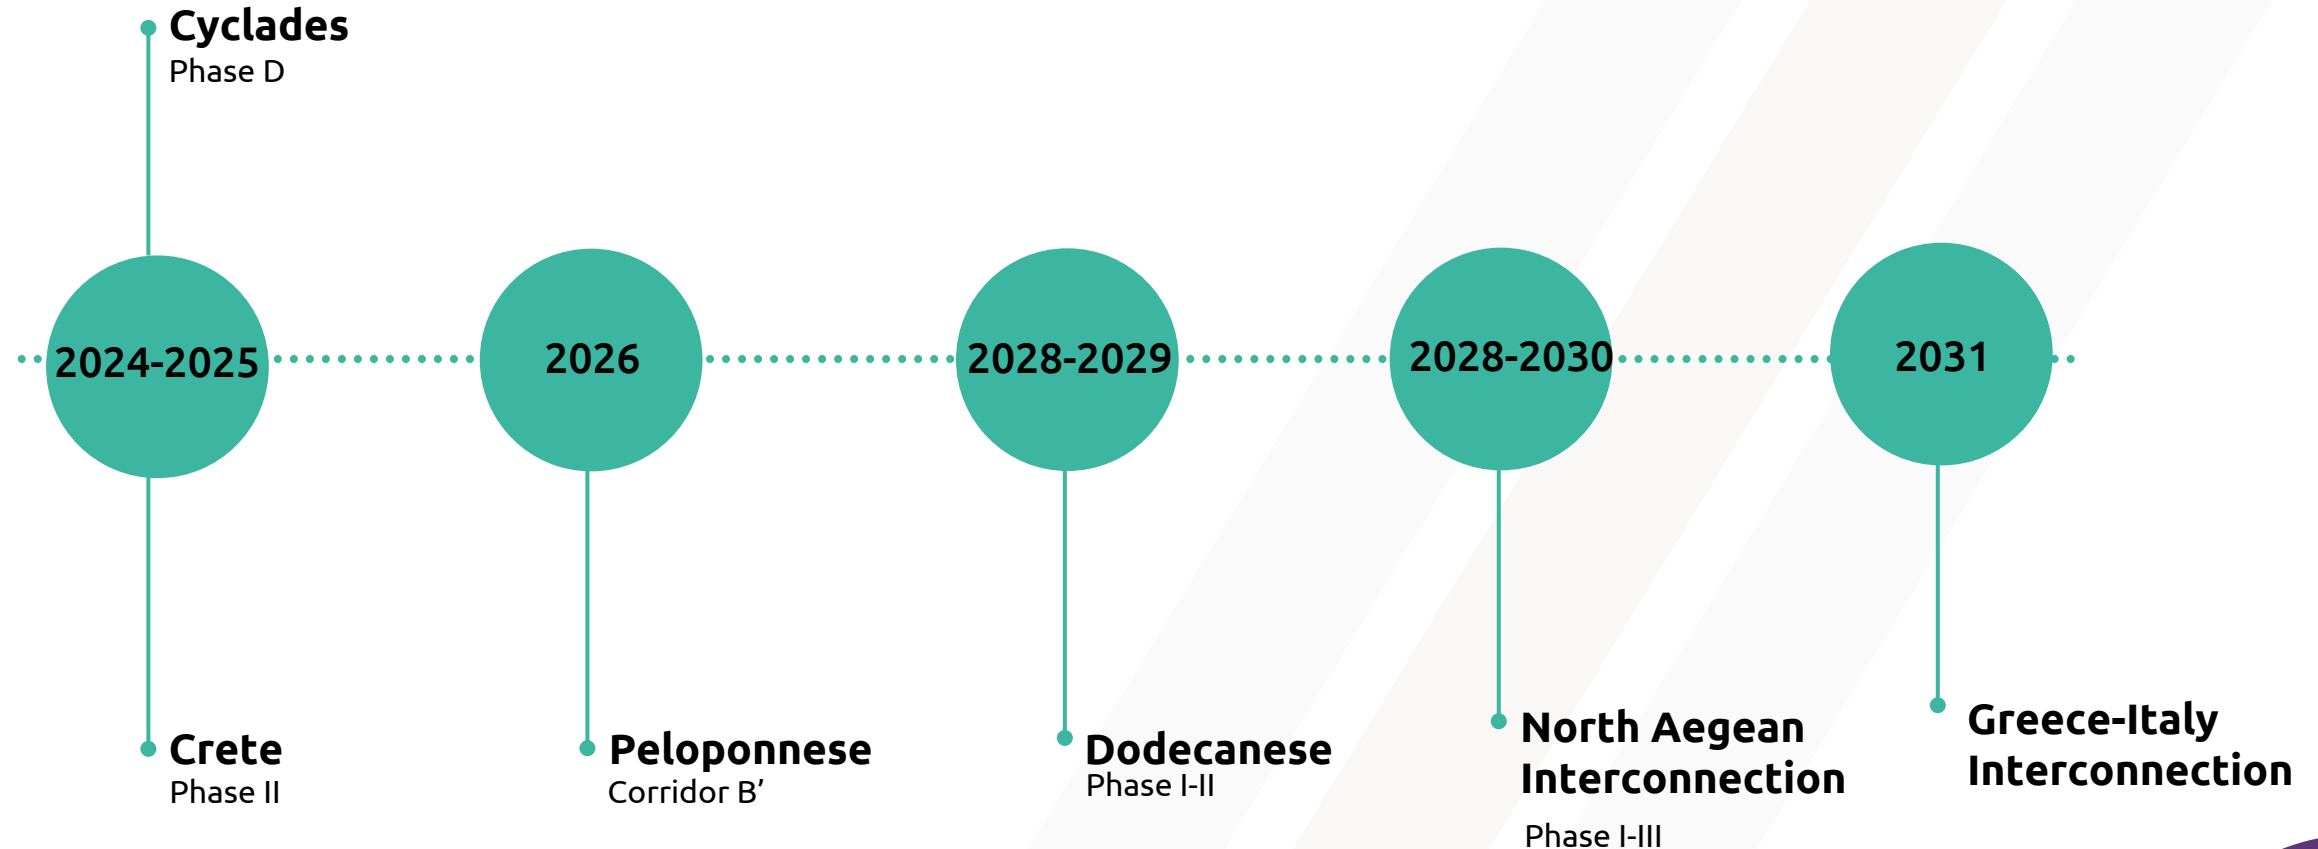 Cyclades
Phase D
2024-2025
2026
2028-2029
2028-2030
2031
Crete
Phase II
Peloponnese
Corridor B’
Dodecanese
Phase I-II
North Aegean
Interconnection
Phase I-III
Greece-Italy
Interconnection